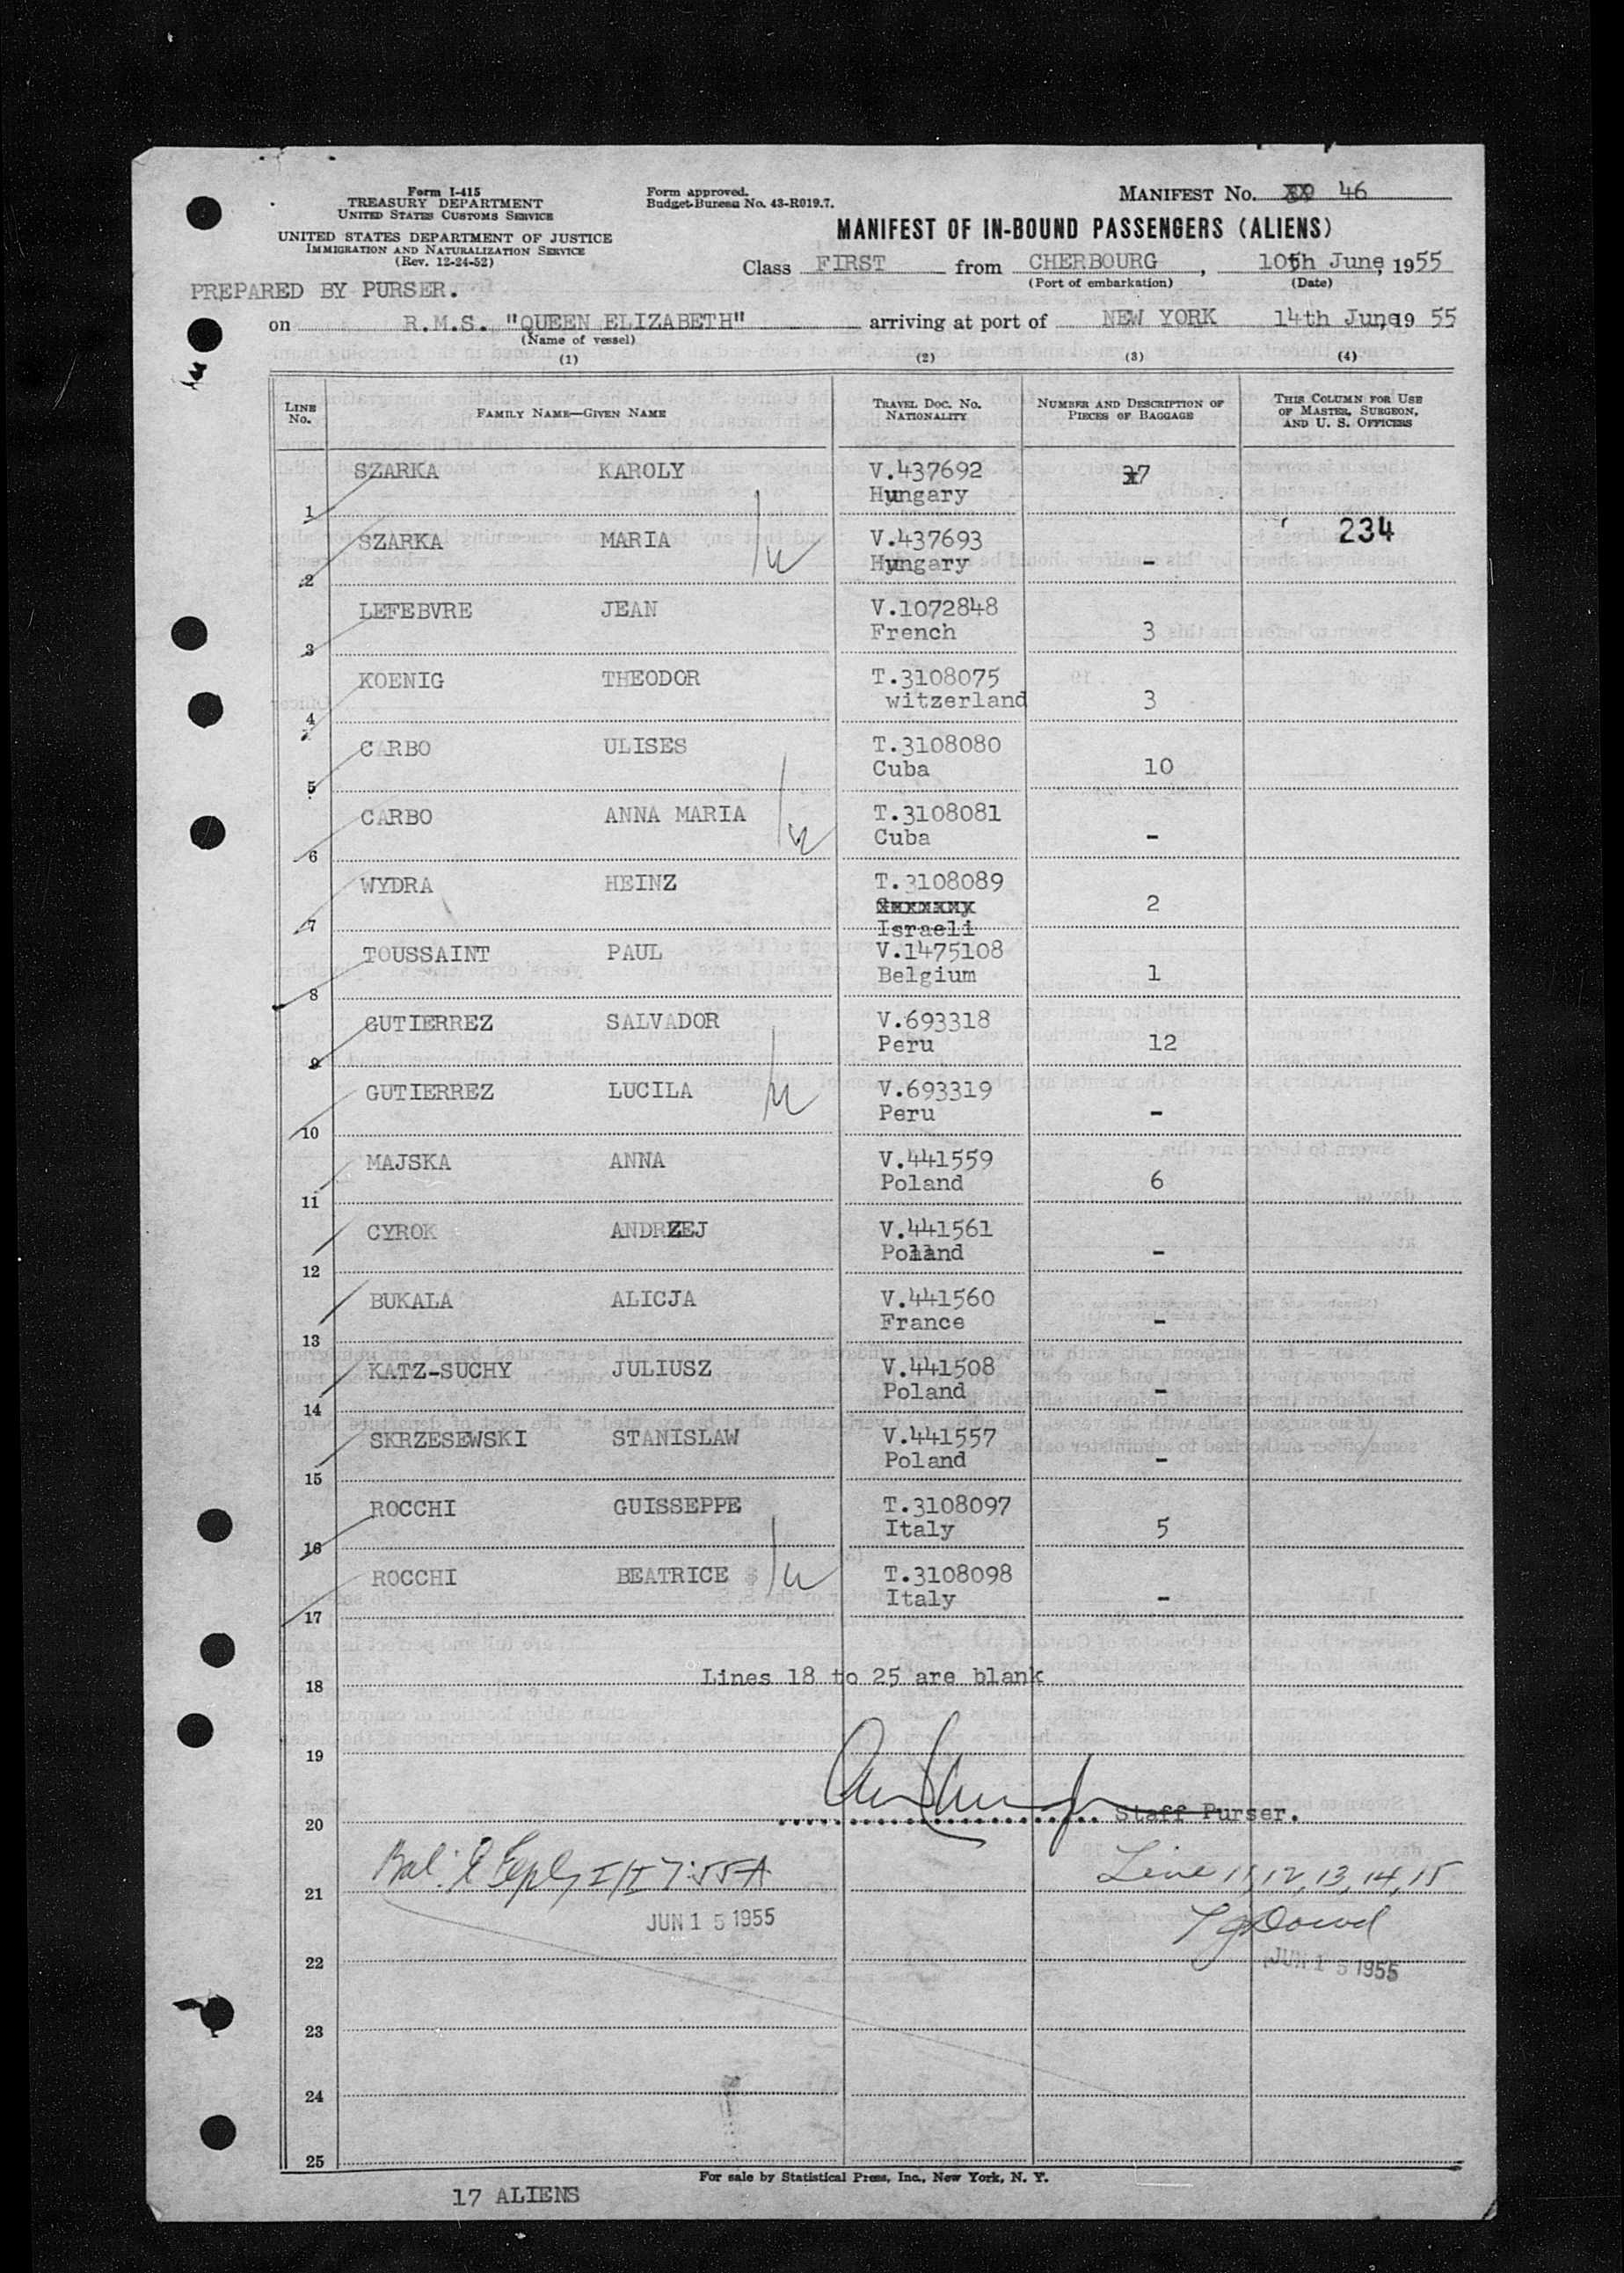 Form I-415
TREASURY DEPARTMENT
UNITED STATES CUSTOMS SERVICE
UNITED STATES DEPARTMENT OF JUSTICE
IMMIGRATION AND NATURALIZATION SERVICE
(Rev. 12-24-52)
Form approved.
Budget Bureau No. 43-R019.7.
MANIFEST No. 46
MANIFEST OF IN-BOUND PASSENGERS (ALIENS)
Class FIRST from CHERBOURG, 10th June, 1955
(Port of embarkation) (Date)
PREPARED BY PURSER.
on R.M.S. "QUEEN ELIZABETH" arriving at port of NEW YORK 14th June, 1955
(Name of vessel)
(1) (2) (3) (4)
LINE No. FAMILY NAME—GIVEN NAME TRAVEL DOC. No. NATIONALITY NUMBER AND DESCRIPTION OF PIECES OF BAGGAGE THIS COLUMN FOR USE OF MASTER, SURGEON, AND U. S. OFFICERS
1 SZARKA KAROLY V.437692 Hungary 7
234
2 SZARKA MARIA V.437693 Hungary -
3 LEFEBVRE JEAN V.1072848 French 3
4 KOENIG THEODOR T.3108075 witzerland 3
5 CARBO ULISES T.3108080 Cuba 10
6 CARBO ANNA MARIA T.3108081 Cuba -
7 WYDRA HEINZ T.3108089 Israeli 2
8 TOUSSAINT PAUL V.1475108 Belgium 1
9 GUTIERREZ SALVADOR V.693318 Peru 12
10 GUTIERREZ LUCILA V.693319 Peru -
11 MAJSKA ANNA V.441559 Poland 6
12 CYROK ANDRZEJ V.441561 Poland -
13 BUKALA ALICJA V.441560 France -
14 KATZ-SUCHY JULIUSZ V.441508 Poland -
15 SKRZESEWSKI STANISLAW V.441557 Poland -
16 ROCCHI GUISSEPPE T.3108097 Italy 5
17 ROCCHI BEATRICE T.3108098 Italy -
18 Lines 18 to 25 are blank
19
20 Staff Purser.
21 Line 11, 12, 13, 14, 15
JUN 15 1955
22 JUN 15 1955
23
24
25
For sale by Statistical Press, Inc., New York, N. Y.
17 ALIENS